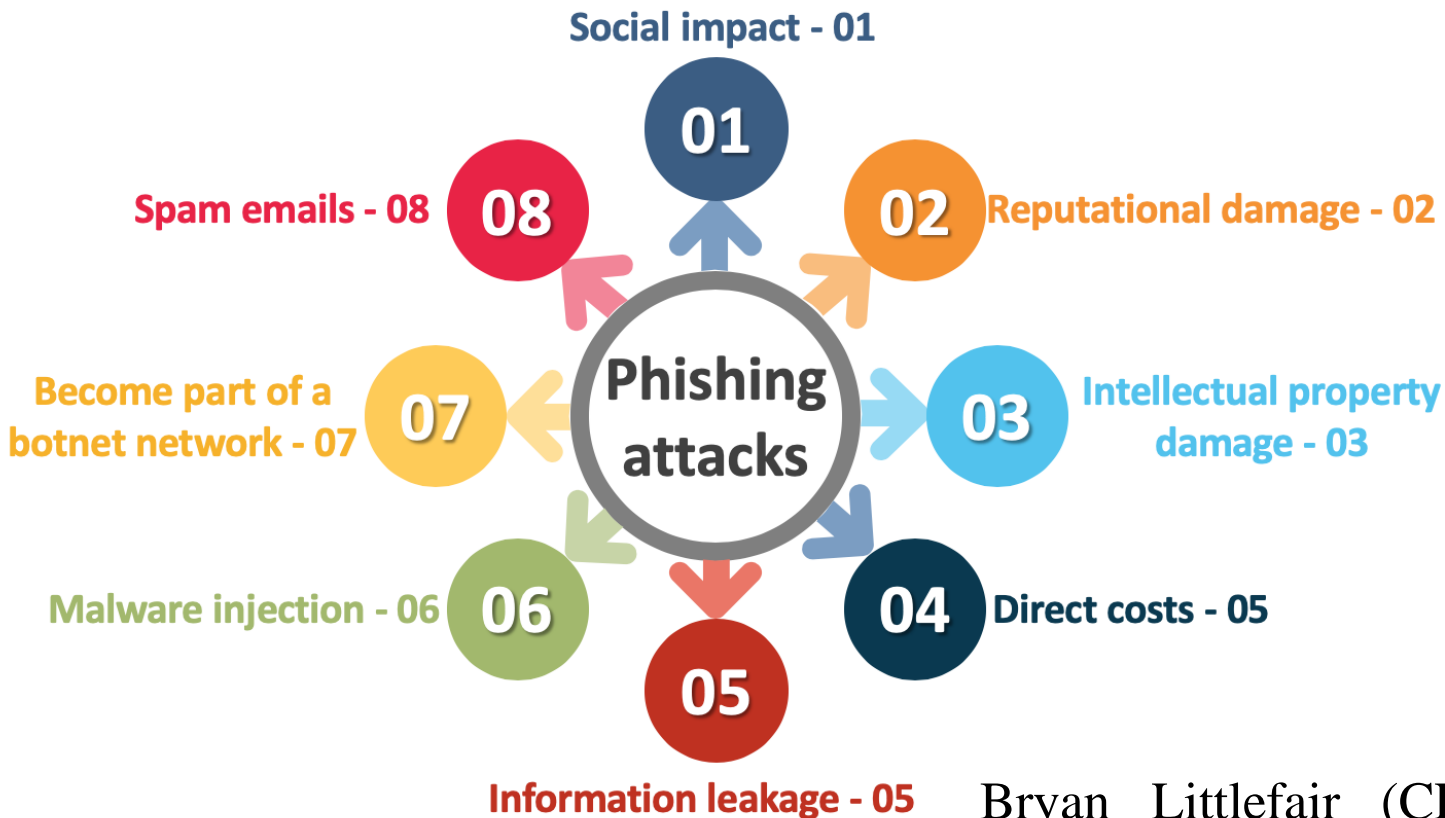 Social impact - 01
01
08
Spam emails - 08
02
Reputational damage - 02
Phishing
attacks
07
Become part of a
botnet network - 07
03
Intellectual property
damage - 03
06
Malware injection - 06
04
Direct costs - 05
05
Information leakage - 05
Bryan Littlefair